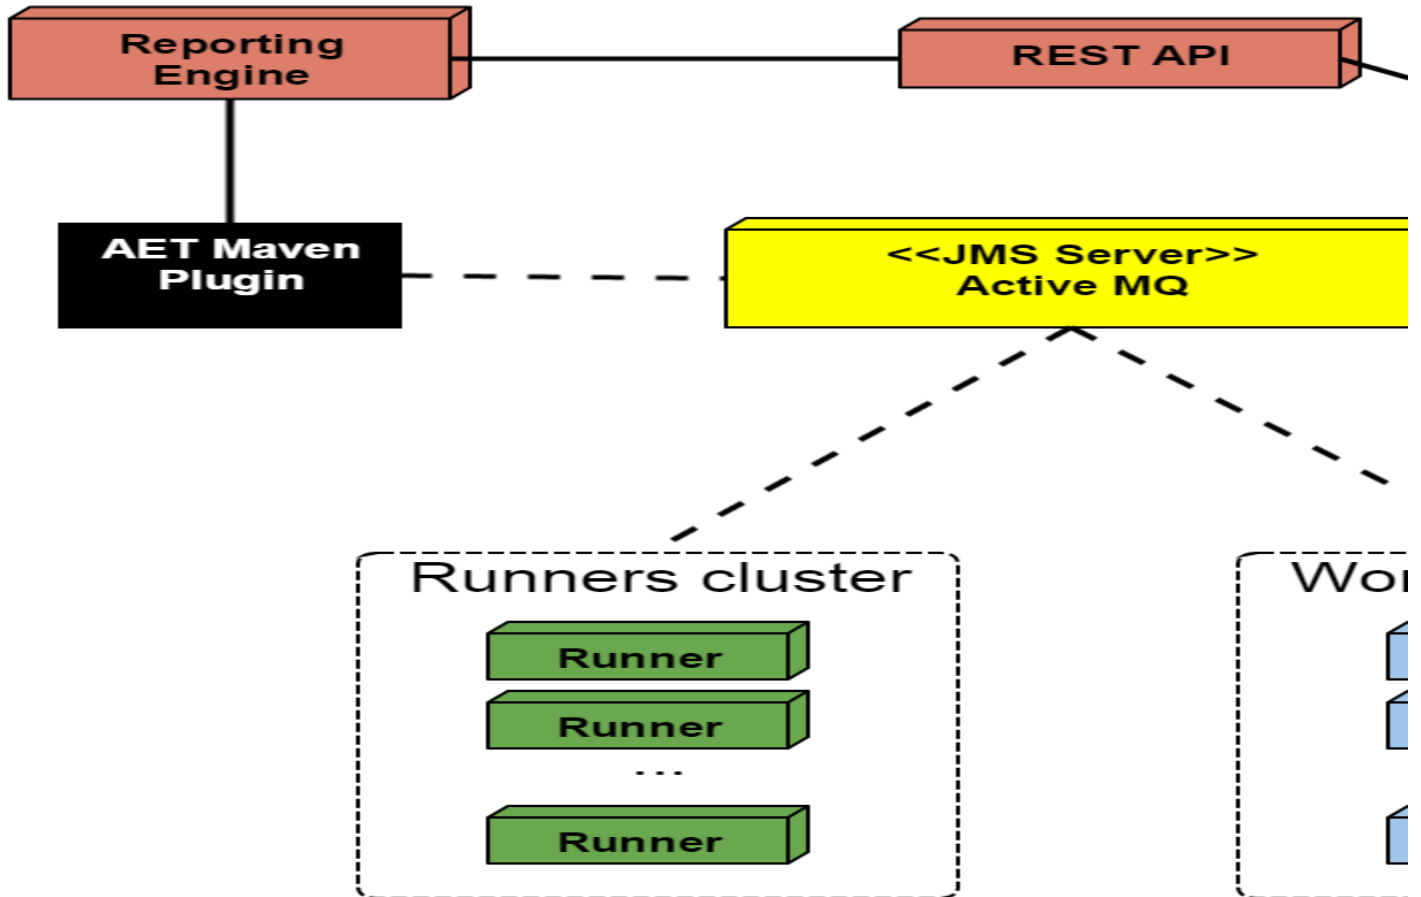 Reporting
Engine
REST API
AET Maven
Plugin
<<JMS Server>>
Active MQ
Runners cluster
Runner
Runner
...
Runner